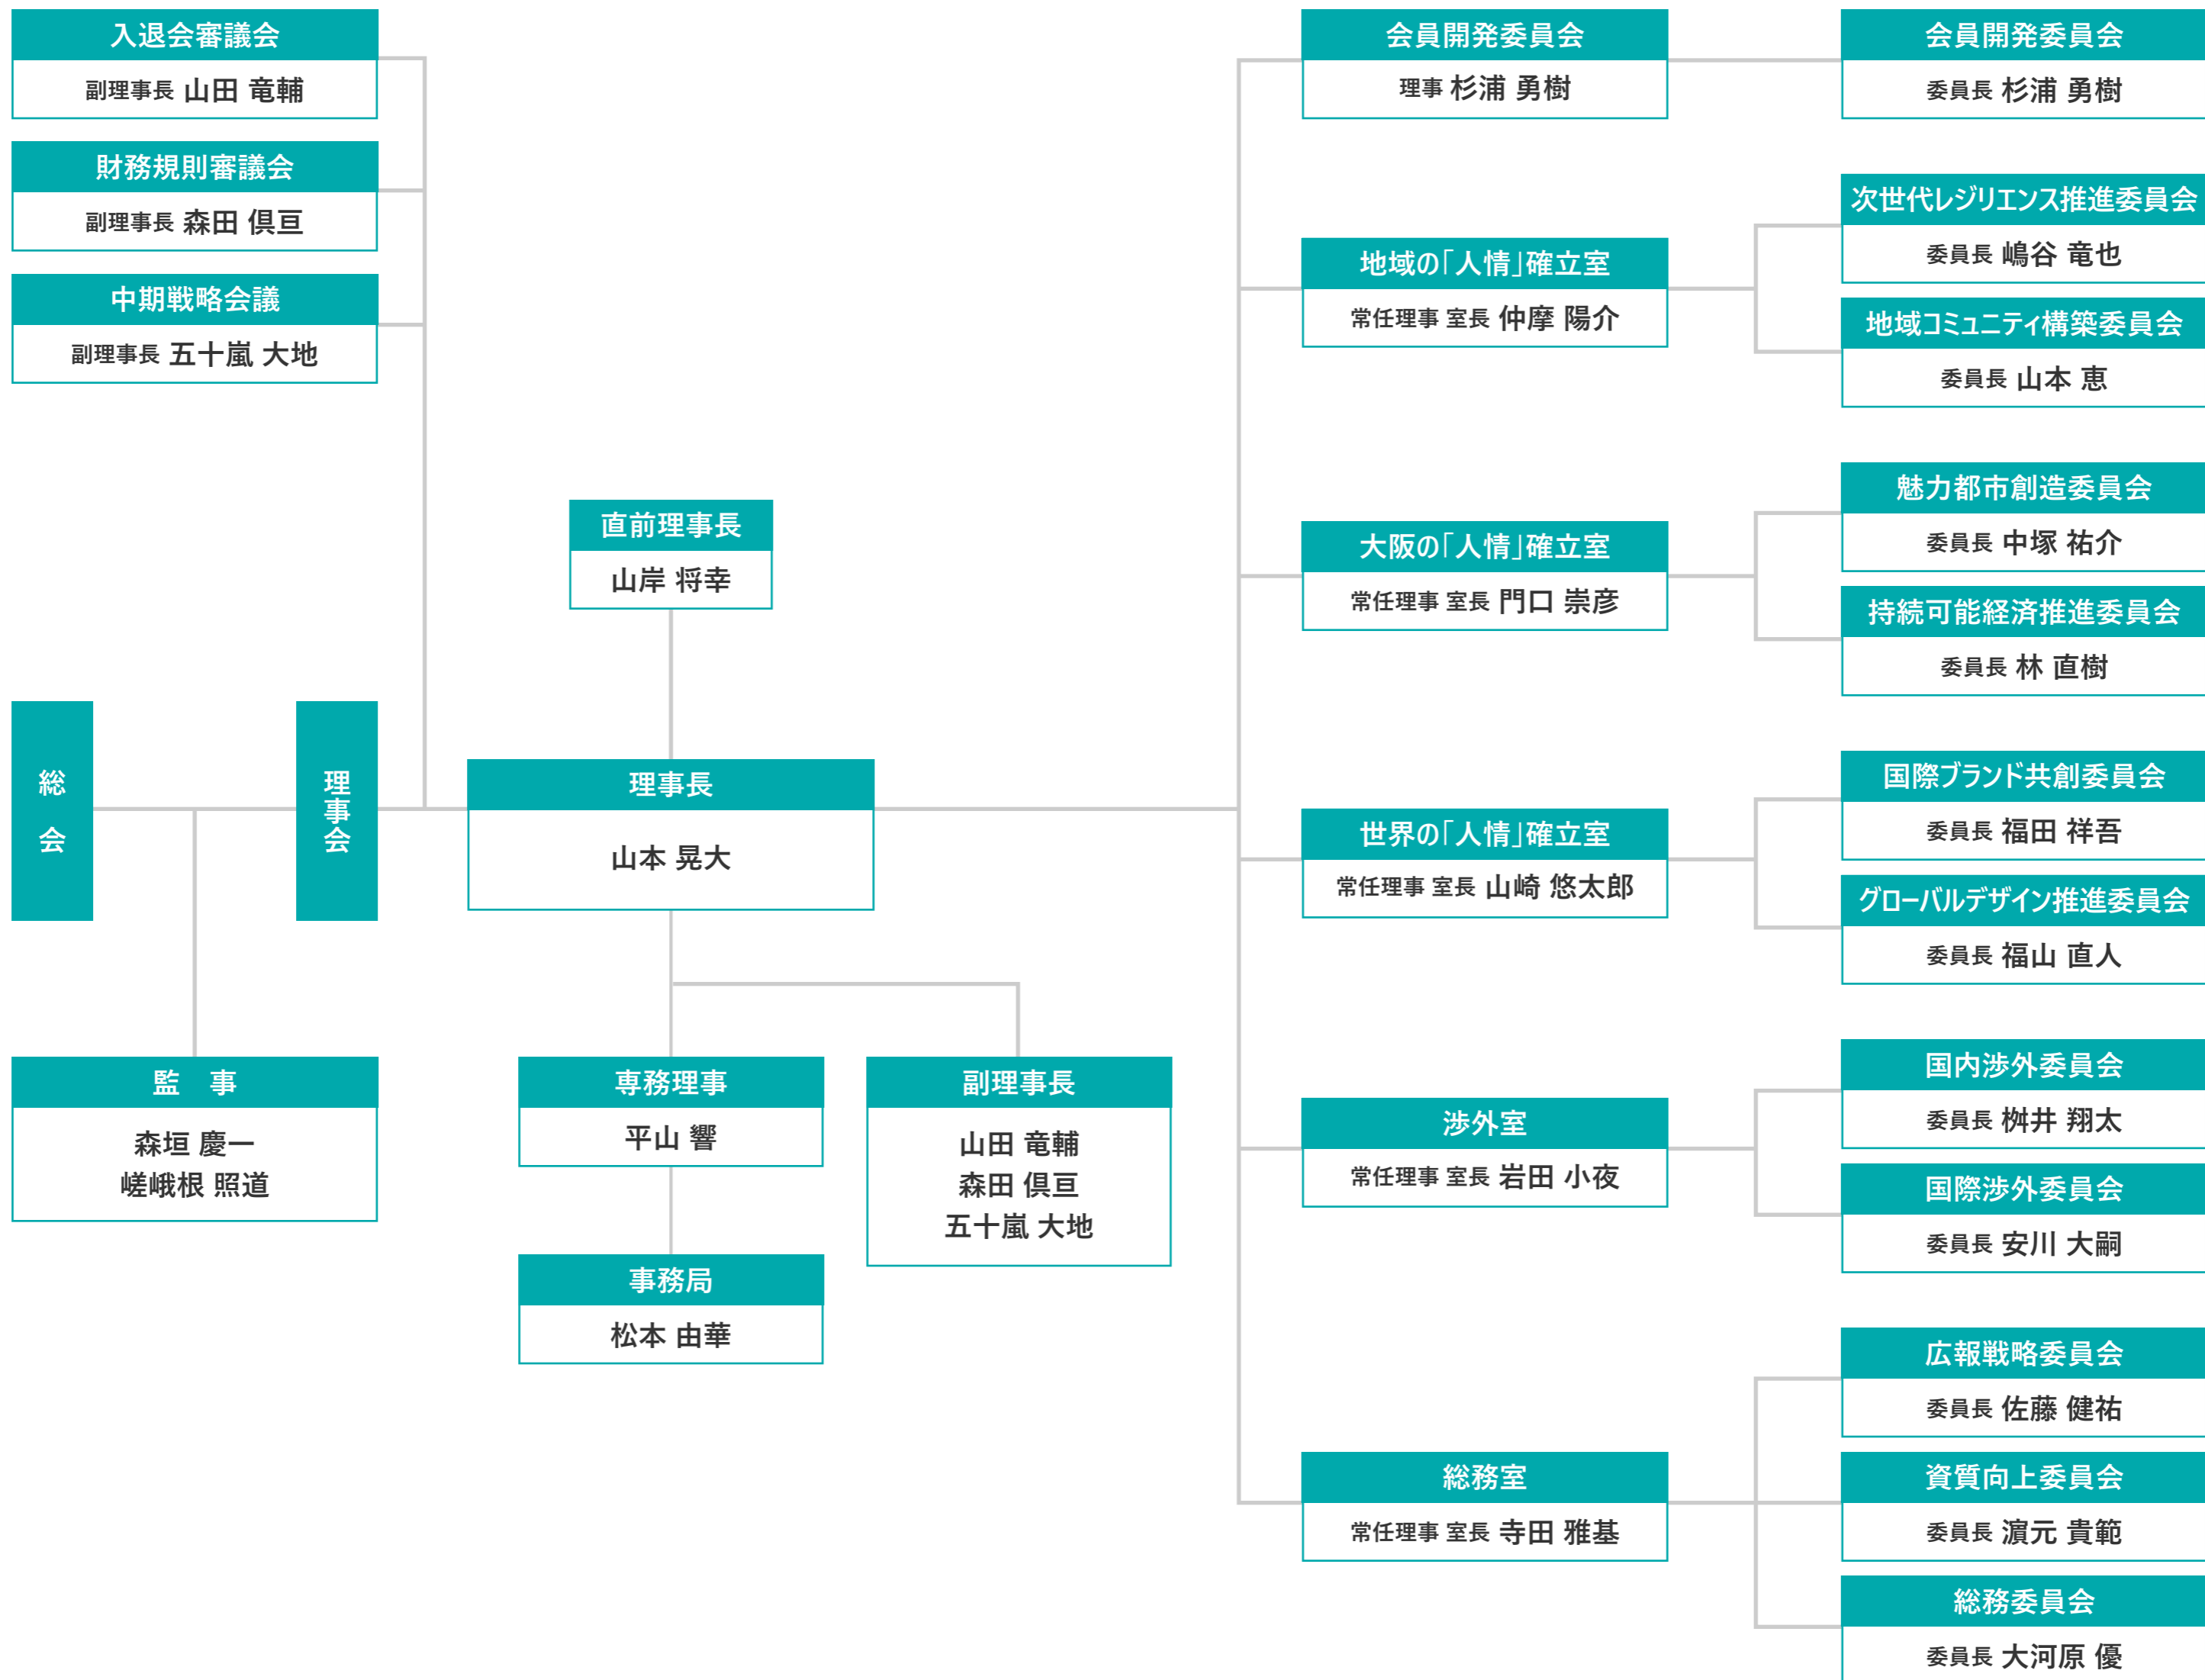 入退会審議会
副理事長 山田 竜輔
財務規則審議会
副理事長 森田 倶亘
中期戦略会議
副理事長 五十嵐 大地
直前理事長
山岸 将幸
総会
理事会
理事長
山本 晃大
監 事
森垣 慶一
嵯峨根 照道
専務理事
平山 響
事務局
松本 由華
副理事長
山田 竜輔
森田 倶亘
五十嵐 大地
会員開発委員会
理事 杉浦 勇樹
会員開発委員会
委員長 杉浦 勇樹
地域の「人情」確立室
常任理事 室長 仲摩 陽介
次世代レジリエンス推進委員会
委員長 嶋谷 竜也
地域コミュニティ構築委員会
委員長 山本 恵
大阪の「人情」確立室
常任理事 室長 門口 崇彦
魅力都市創造委員会
委員長 中塚 祐介
持続可能経済推進委員会
委員長 林 直樹
世界の「人情」確立室
常任理事 室長 山崎 悠太郎
国際ブランド共創委員会
委員長 福田 祥吾
グローバルデザイン推進委員会
委員長 福山 直人
渉外室
常任理事 室長 岩田 小夜
国内渉外委員会
委員長 桝井 翔太
国際渉外委員会
委員長 安川 大嗣
総務室
常任理事 室長 寺田 雅基
広報戦略委員会
委員長 佐藤 健祐
資質向上委員会
委員長 濵元 貴範
総務委員会
委員長 大河原 優